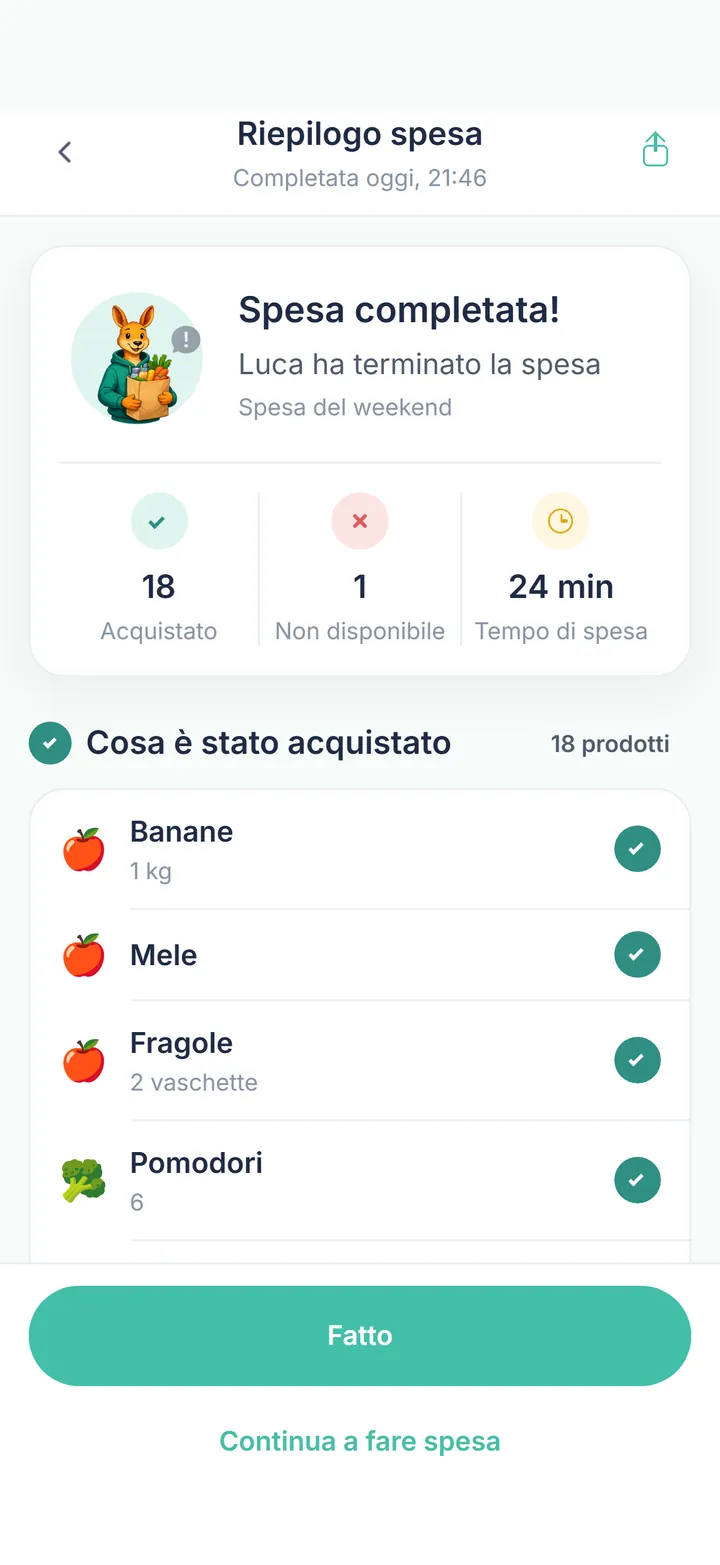 Riepilogo spesa
Completata oggi, 21:46
Spesa completata!
Luca ha terminato la spesa
Spesa del weekend
18
Acquistato
1
Non disponibile
24 min
Tempo di spesa
Cosa è stato acquistato
18 prodotti
Banane
1 kg
Mele
Fragole
2 vaschette
Pomodori
6
Fatto
Continua a fare spesa